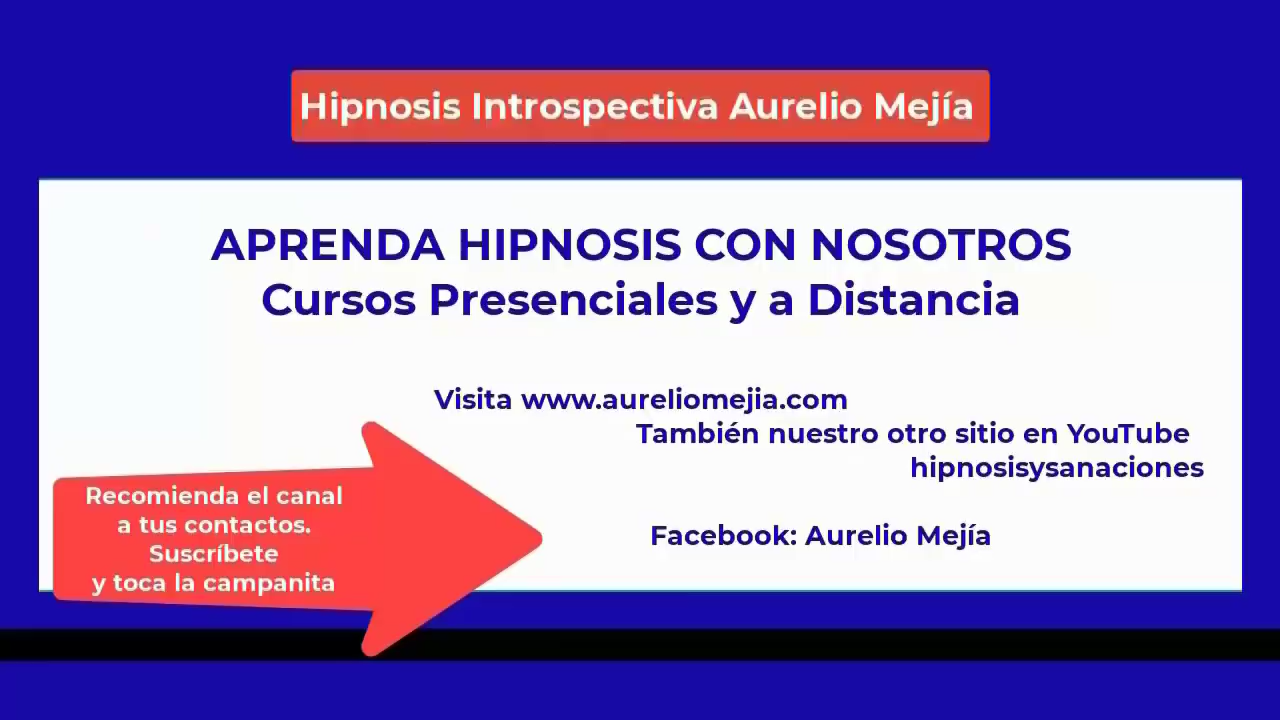 Hipnosis Introspectiva Aurelio Mejía
APRENDA HIPNOSIS CON NOSOTROS
Cursos Presenciales y a Distancia
Visita www.aureliomejia.com
También nuestro otro sitio en YouTube
hipnosisysanaciones
Recomienda el canal
a tus contactos.
Suscríbete
y toca la campanita
Facebook: Aurelio Mejía